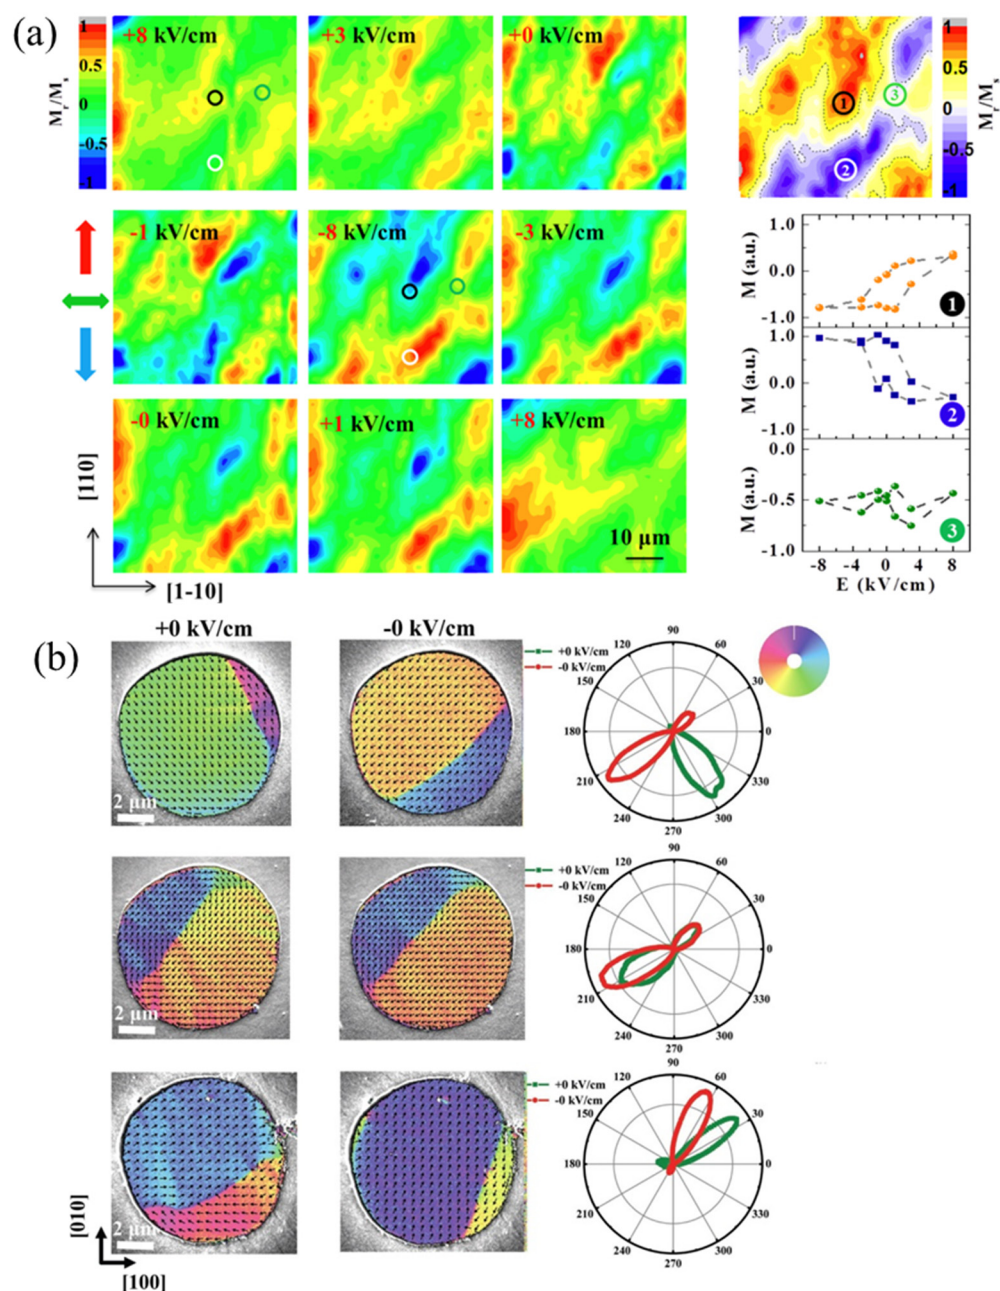 (a)
1
0.5
0
-0.5
-1
Mr/Ms
+8 kV/cm
+3 kV/cm
+0 kV/cm
1
2
3
1
0.5
0
-0.5
-1
Mr/Ms
-1 kV/cm
-8 kV/cm
-3 kV/cm
-0 kV/cm
+1 kV/cm
+8 kV/cm
10 μm
[110]
[1-10]
M (a.u.)
1.0
0.0
-1.0
1
M (a.u.)
1.0
0.0
-1.0
2
M (a.u.)
0.0
-0.5
-1.0
3
-8 -4 0 4 8
E (kV/cm)
(b)
+0 kV/cm
-0 kV/cm
2 μm
+0 kV/cm
-0 kV/cm
90
120 60
150 30
180 0
210 330
240 300
270
2 μm
+0 kV/cm
-0 kV/cm
90
120 60
150 30
180 0
210 330
240 300
270
2 μm
+0 kV/cm
-0 kV/cm
90
120 60
150 30
180 0
210 330
240 300
270
[010]
[100]